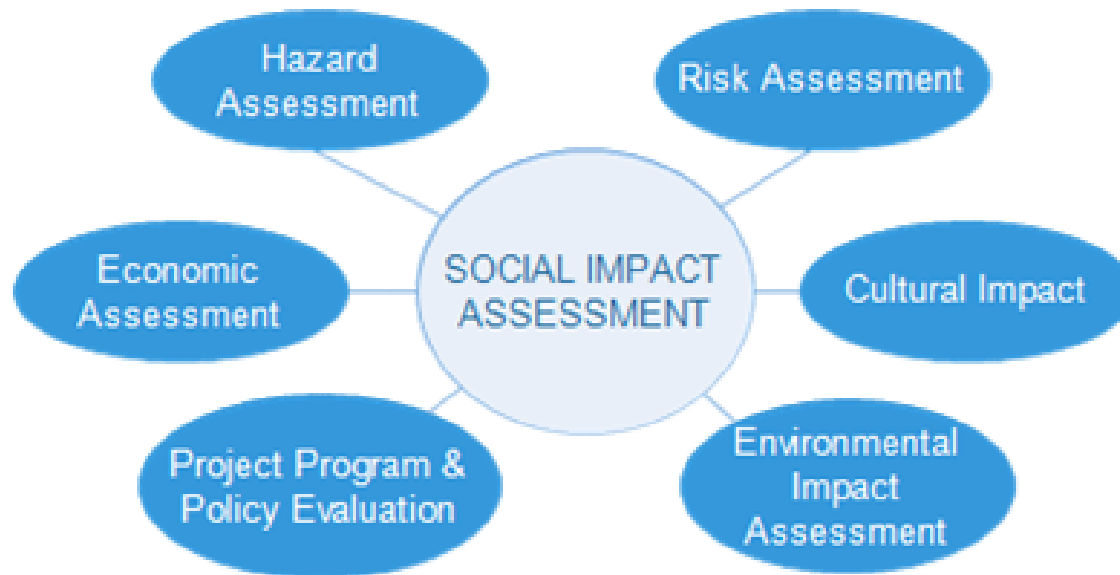 Hazard
Assessment
Risk Assessment
Economic
Assessment
SOCIAL IMPACT
ASSESSMENT
Cultural Impact
Project Program &
Policy Evaluation
Environmental
Impact
Assessment